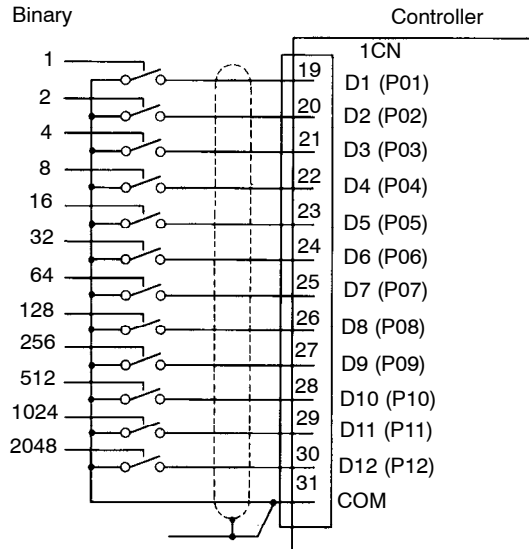 Binary Controller
1CN
1 19 D1 (P01)
2 20 D2 (P02)
4 21 D3 (P03)
8 22 D4 (P04)
16 23 D5 (P05)
32 24 D6 (P06)
64 25 D7 (P07)
128 26 D8 (P08)
256 27 D9 (P09)
512 28 D10 (P10)
1024 29 D11 (P11)
2048 30 D12 (P12)
31 COM